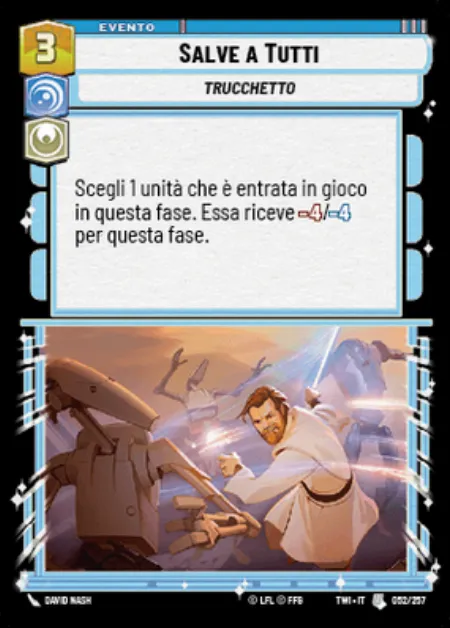 3
EVENTO
SALVE A TUTTI
TRUCCHETTO
Scegli 1 unità che è entrata in gioco
in questa fase. Essa riceve -4/-4
per questa fase.
DAVID NASH
© LFL © FFG
TWI • IT
052/257